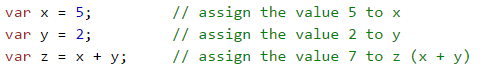 var x = 5;         // assign the value 5 to x
var y = 2;         // assign the value 2 to y
var z = x + y;     // assign the value 7 to z (x + y)